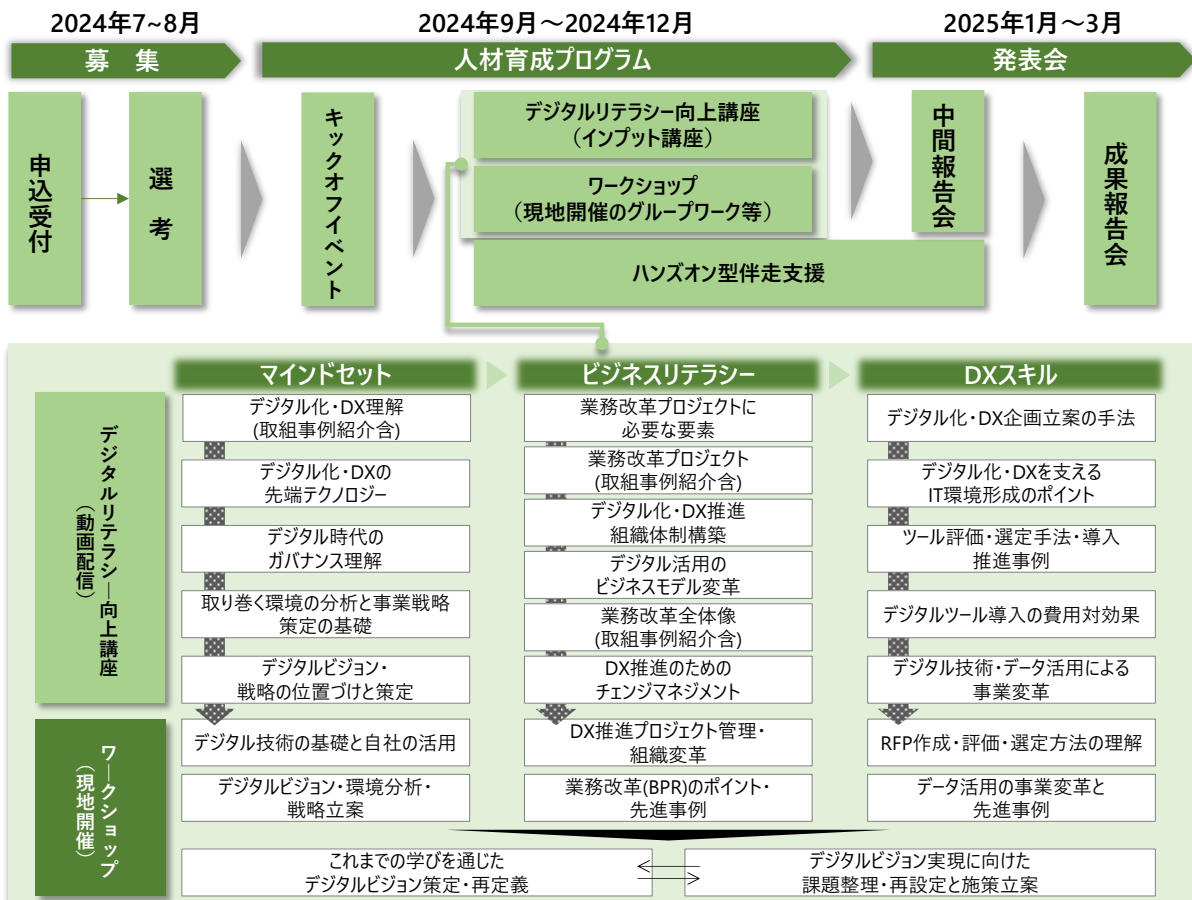 2024年7~8月
2024年9月～2024年12月
2025年1月～3月
募　集
人材育成プログラム
発表会
申込受付
選考
キックオフイベント
デジタルリテラシー向上講座
（インプット講座）
ワークショップ
（現地開催のグループワーク等）
ハンズオン型伴走支援
中間報告会
成果報告会
マインドセット
ビジネスリテラシー
DXスキル
デジタルリテラシー向上講座
（動画配信）
デジタル化・DX理解
(取組事例紹介含)
デジタル化・DXの
先端テクノロジー
デジタル時代の
ガバナンス理解
取り巻く環境の分析と事業戦略
策定の基礎
デジタルビジョン・
戦略の位置づけと策定
業務改革プロジェクトに
必要な要素
業務改革プロジェクト
(取組事例紹介含)
デジタル化・DX推進
組織体制構築
デジタル活用の
ビジネスモデル変革
業務改革全体像
(取組事例紹介含)
DX推進のための
チェンジマネジメント
デジタル化・DX企画立案の手法
デジタル化・DXを支える
IT環境形成のポイント
ツール評価・選定手法・導入
推進事例
デジタルツール導入の費用対効果
デジタル技術・データ活用による
事業変革
ワークショップ
（現地開催）
デジタル技術の基礎と自社の活用
デジタルビジョン・環境分析・
戦略立案
DX推進プロジェクト管理・
組織変革
業務改革(BPR)のポイント・
先進事例
RFP作成・評価・選定方法の理解
データ活用の事業変革と
先進事例
これまでの学びを通じた
デジタルビジョン策定・再定義
デジタルビジョン実現に向けた
課題整理・再設定と施策立案